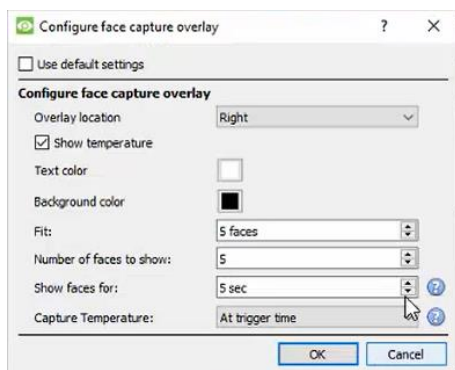 Configure face capture overlay ?
Use default settings
Configure face capture overlay
Overlay location Right
Show temperature
Text color
Background color
Fit: 5 faces
Number of faces to show: 5
Show faces for: 5 sec ?
Capture Temperature: At trigger time ?
OK Cancel